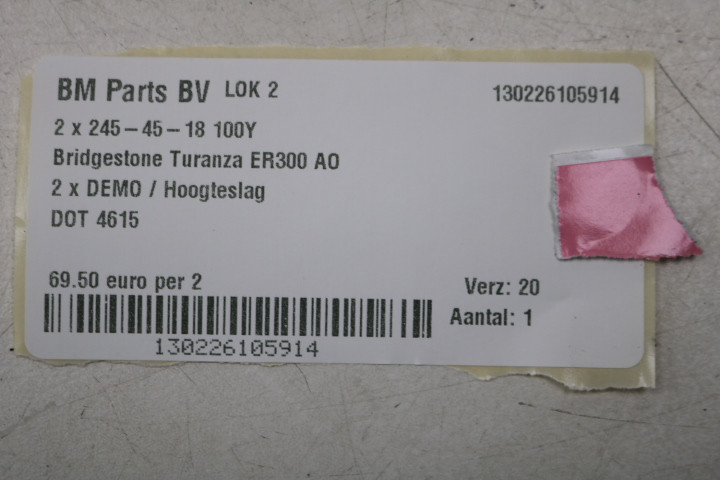 BM Parts BV LOK 2 130226105914
2 x 245-45-18 100Y
Bridgestone Turanza ER300 AO
2 x DEMO / Hoogteslag
DOT 4615
69.50 euro per 2 Verz: 20
Aantal: 1
130226105914